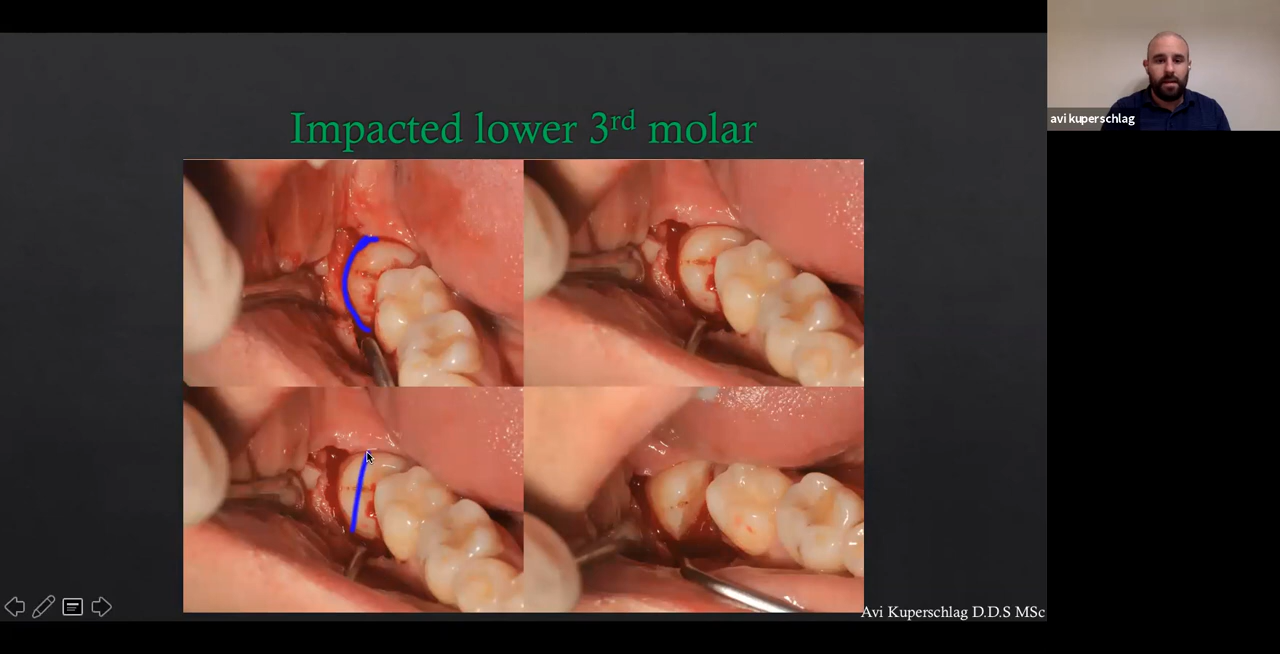 avi kuperschlag
Impacted lower 3rd molar
Avi Kuperschlag D.D.S MSc